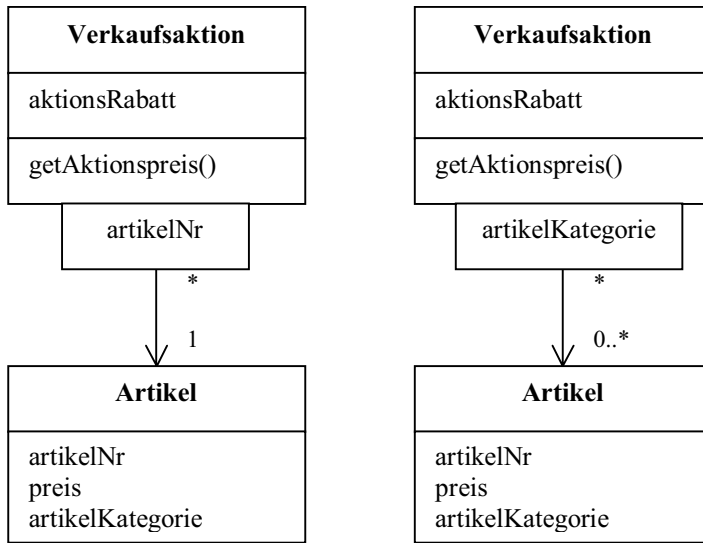 Verkaufsaktion
aktionsRabatt
getAktionspreis()
artikelNr
*
1
Artikel
artikelNr
preis
artikelKategorie
Verkaufsaktion
aktionsRabatt
getAktionspreis()
artikelKategorie
*
0..*
Artikel
artikelNr
preis
artikelKategorie